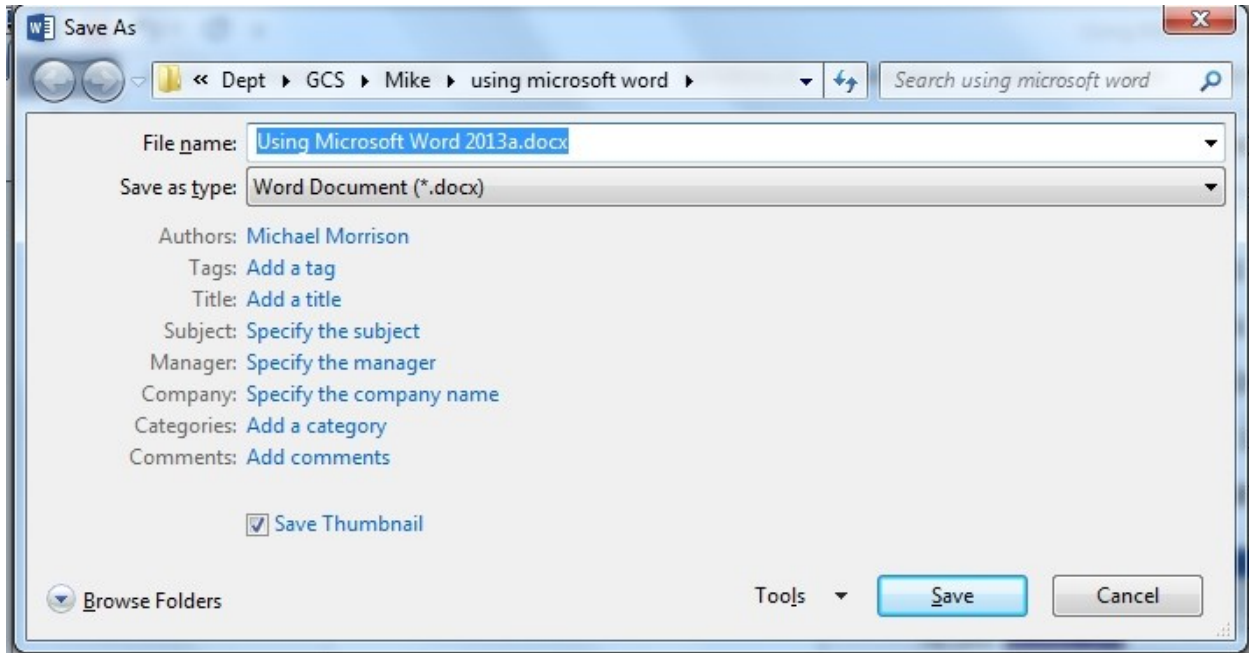 Save As
« Dept ▸ GCS ▸ Mike ▸ using microsoft word ▸ Search using microsoft word
File name: Using Microsoft Word 2013a.docx
Save as type: Word Document (*.docx)
Authors: Michael Morrison
Tags: Add a tag
Title: Add a title
Subject: Specify the subject
Manager: Specify the manager
Company: Specify the company name
Categories: Add a category
Comments: Add comments
Save Thumbnail
Browse Folders Tools Save Cancel